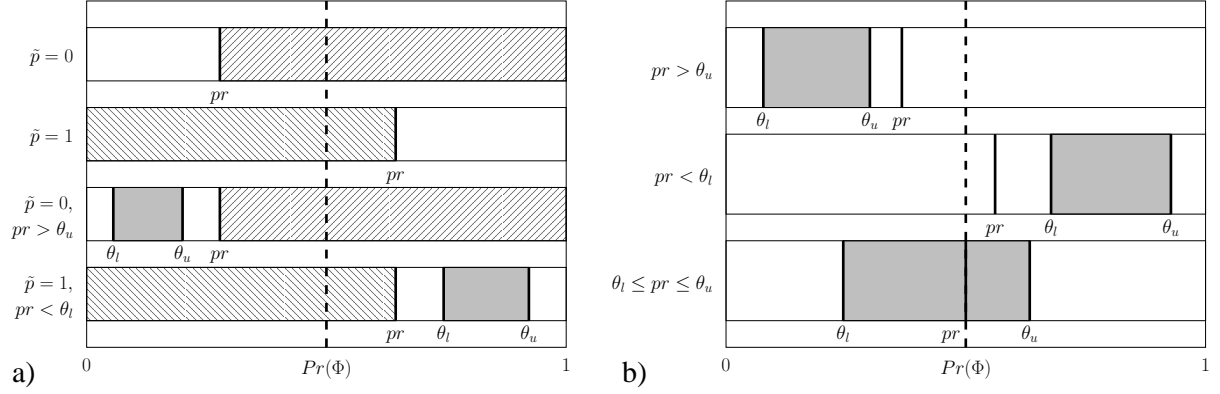 p̃ = 0
pr
p̃ = 1
pr
p̃ = 0,
pr > θ_u
θ_l θ_u pr
p̃ = 1,
pr < θ_l
pr θ_l θ_u
0 Pr(Φ) 1
a)
pr > θ_u
θ_l θ_u pr
pr < θ_l
pr θ_l θ_u
θ_l ≤ pr ≤ θ_u
θ_l pr θ_u
0 Pr(Φ) 1
b)